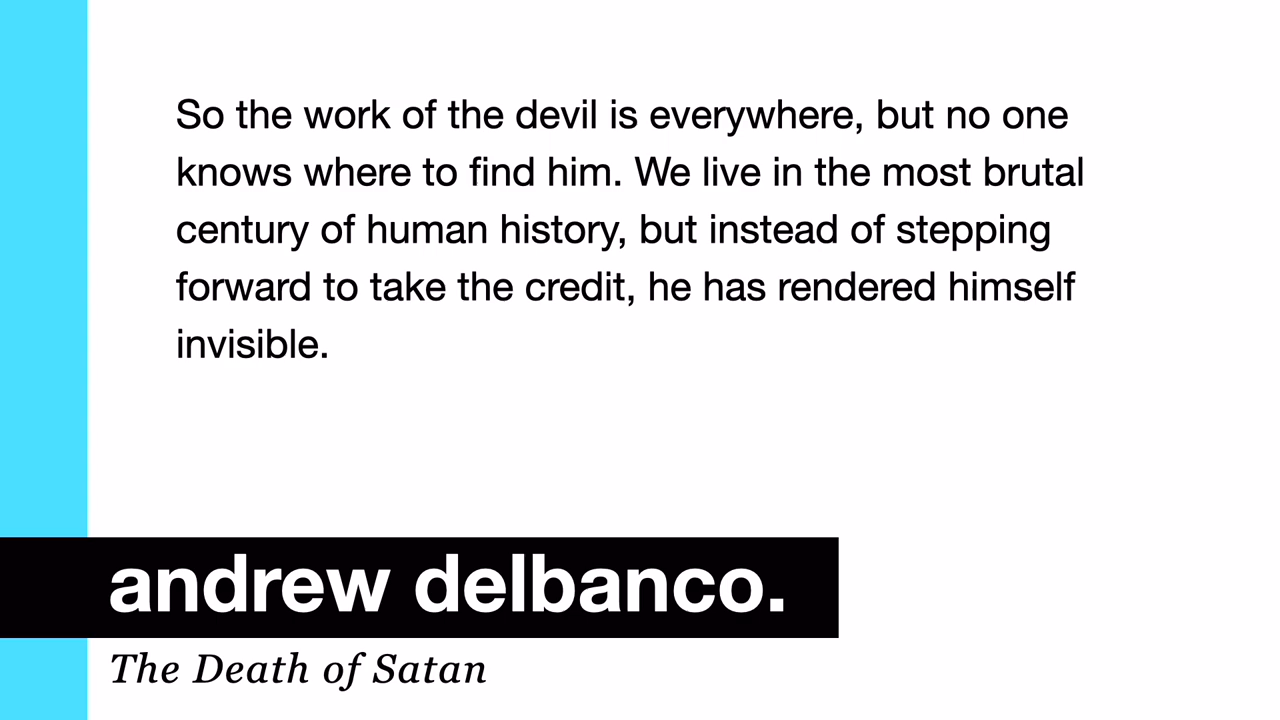 So the work of the devil is everywhere, but no one
knows where to find him. We live in the most brutal
century of human history, but instead of stepping
forward to take the credit, he has rendered himself
invisible.
andrew delbanco.
The Death of Satan